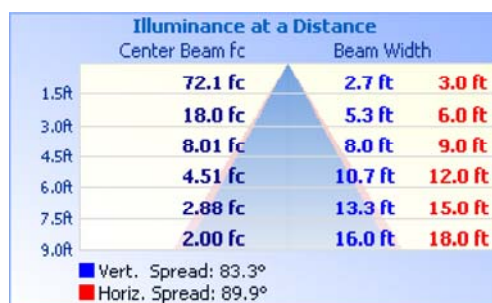 Illuminance at a Distance
Center Beam fc Beam Width
72.1 fc 2.7 ft 3.0 ft
1.5ft
18.0 fc 5.3 ft 6.0 ft
3.0ft
8.01 fc 8.0 ft 9.0 ft
4.5ft
4.51 fc 10.7 ft 12.0 ft
6.0ft
2.88 fc 13.3 ft 15.0 ft
7.5ft
2.00 fc 16.0 ft 18.0 ft
9.0ft
Vert. Spread: 83.3°
Horiz. Spread: 89.9°